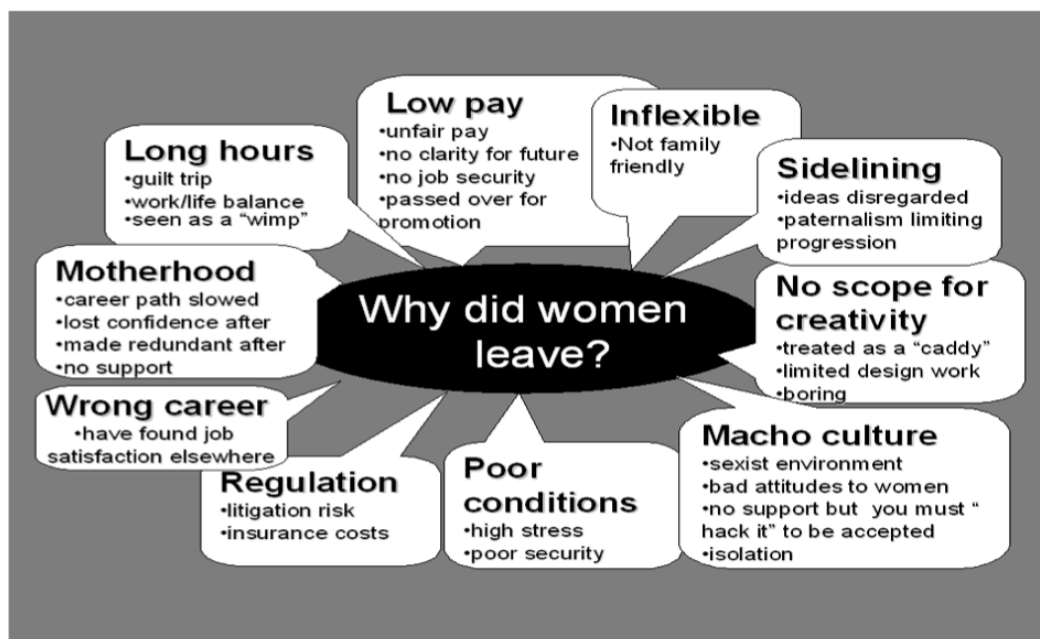 Low pay
•unfair pay
•no clarity for future
•no job security
•passed over for
promotion
Inflexible
•Not family
friendly
Long hours
•guilt trip
•work/life balance
•seen as a “wimp”
Sidelining
•ideas disregarded
•paternalism limiting
progression
Motherhood
•career path slowed
•lost confidence after
•made redundant after
•no support
Why did women
leave?
No scope for
creativity
•treated as a “caddy”
•limited design work
•boring
Wrong career
•have found job
satisfaction elsewhere
Regulation
•litigation risk
•insurance costs
Poor
conditions
•high stress
•poor security
Macho culture
•sexist environment
•bad attitudes to women
•no support but you must “
hack it” to be accepted
•isolation